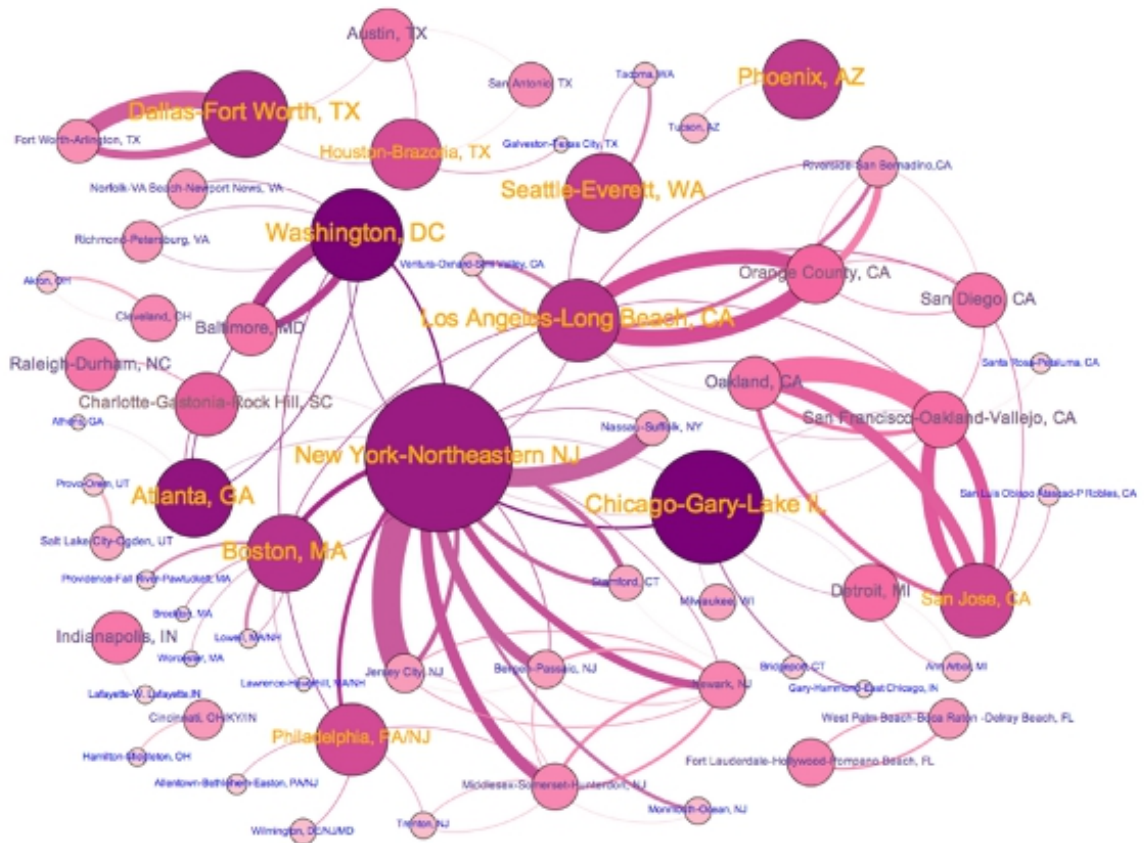 Austin, TX
Tacoma, WA
Phoenix, AZ
San Antonio, TX
Dallas-Fort Worth, TX
Tucson, AZ
Fort Worth-Arlington, TX
Galveston-Texas City, TX
Houston-Brazoria, TX
Riverside-San Bernadino,CA
Norfolk-VA Beach-Newport News, VA
Seattle-Everett, WA
Washington, DC
Richmond-Petersburg, VA
Ventura-Oxnard-Simi Valley, CA
Orange County, CA
Akron, OH
San Diego, CA
Cleveland, OH
Baltimore, MD
Los Angeles-Long Beach, CA
Raleigh-Durham, NC
Santa Rosa-Petaluma, CA
Oakland, CA
Charlotte-Gastonia-Rock Hill, SC
San Francisco-Oakland-Vallejo, CA
Athens, GA
Nassau-Suffolk, NY
New York-Northeastern NJ
Provo-Orem, UT
Atlanta, GA
San Luis Obispo Atascad-P Robles, CA
Chicago-Gary-Lake IL
Salt Lake City-Ogden, UT
Boston, MA
Providence-Fall River-Pawtuckett, MA
Stamford, CT
Detroit, MI
San Jose, CA
Milwaukee, WI
Brockton, MA
Indianapolis, IN
Lowell, MA/NH
Worcester, MA
Jersey City, NJ
Bergen-Passaic, NJ
Newark, NJ
Bridgeport, CT
Ann Arbor, MI
Lawrence-Haverhill, MA/NH
Gary-Hammond-East Chicago, IN
Lafayette-W. Lafayette,IN
Cincinnati, OH/KY/IN
West Palm Beach-Boca Raton -Delray Beach, FL
Philadelphia, PA/NJ
Hamilton-Middleton, OH
Fort Lauderdale-Hollywood-Pompano Beach, FL
Allentown-Bethlehem-Easton, PA/NJ
Middlesex-Somerset-Hunterdon, NJ
Monmouth-Ocean, NJ
Trenton, NJ
Wilmington, DE/NJ/MD